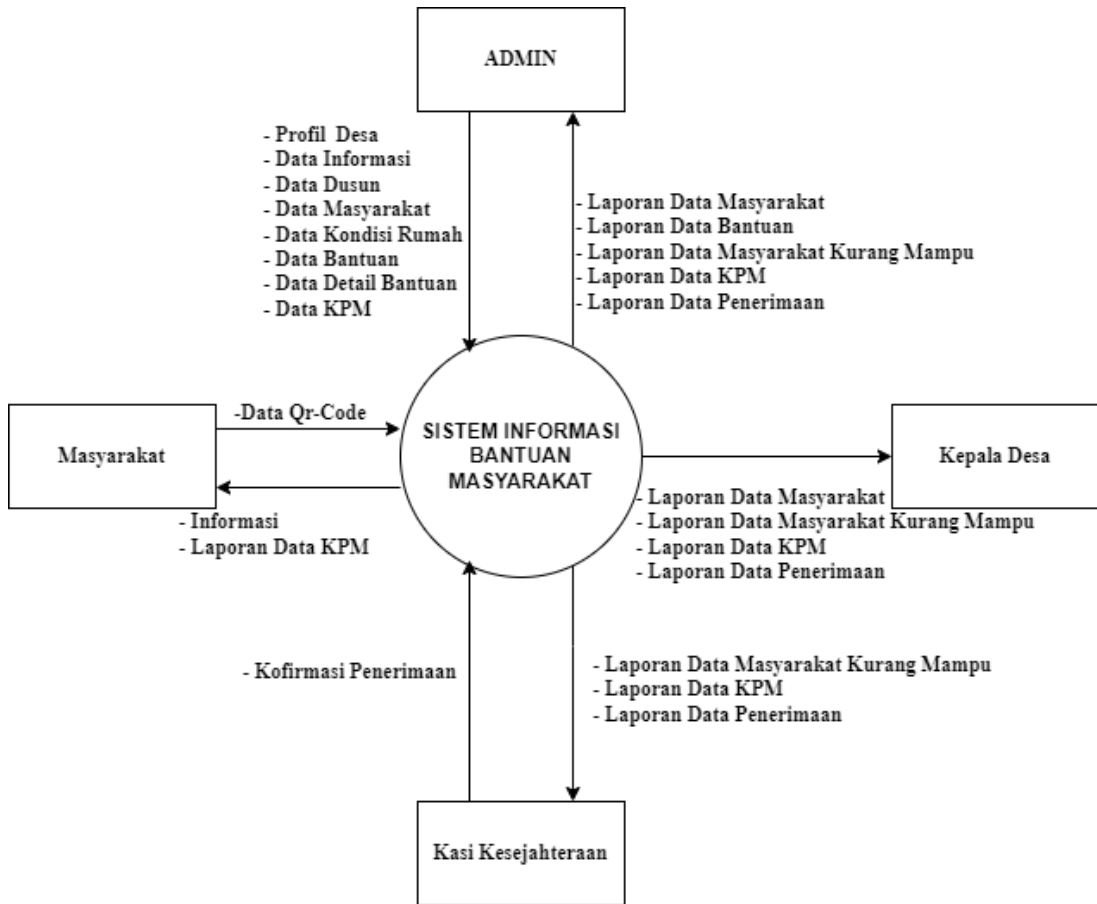 ADMIN
- Profil Desa
- Data Informasi
- Data Dusun
- Data Masyarakat
- Data Kondisi Rumah
- Data Bantuan
- Data Detail Bantuan
- Data KPM
- Laporan Data Masyarakat
- Laporan Data Bantuan
- Laporan Data Masyarakat Kurang Mampu
- Laporan Data KPM
- Laporan Data Penerimaan
Masyarakat
-Data Qr-Code
- Informasi
- Laporan Data KPM
SISTEM INFORMASI
BANTUAN
MASYARAKAT
Kepala Desa
- Laporan Data Masyarakat
- Laporan Data Masyarakat Kurang Mampu
- Laporan Data KPM
- Laporan Data Penerimaan
- Kofirmasi Penerimaan
- Laporan Data Masyarakat Kurang Mampu
- Laporan Data KPM
- Laporan Data Penerimaan
Kasi Kesejahteraan